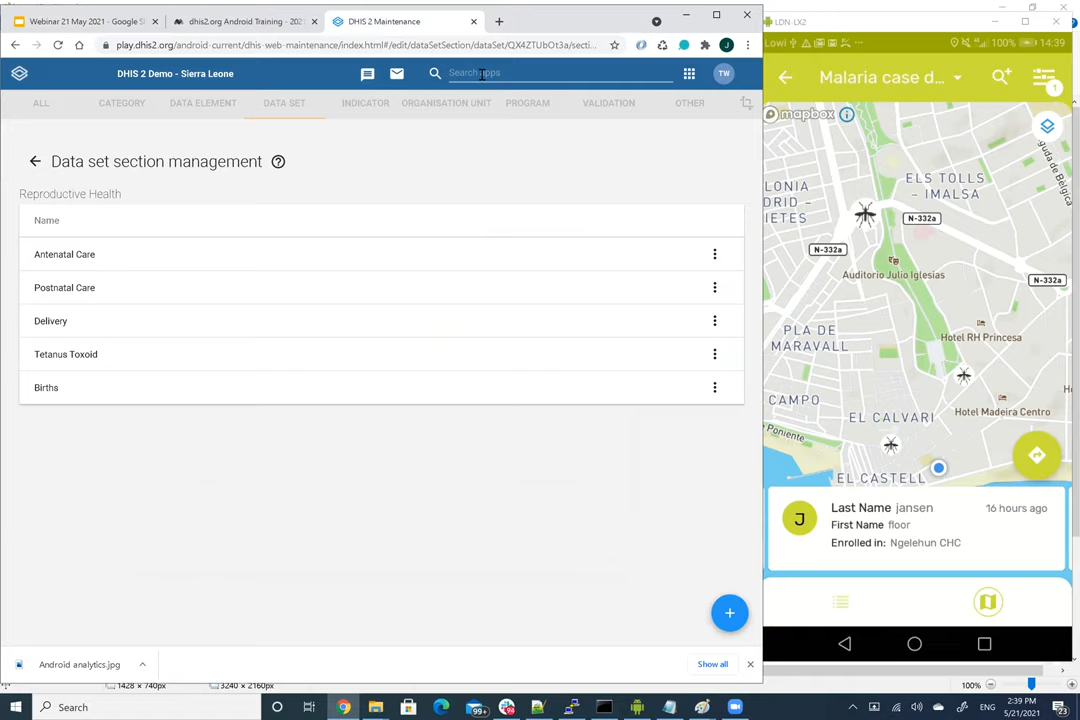 Webinar 21 May 2021 - Google S
dhis2.org Android Training - 2021
DHIS 2 Maintenance
play.dhis2.org/android-current/dhis-web-maintenance/index.html#/edit/dataSetSection/dataSet/QX4ZTUbOt3a/secti...
DHIS 2 Demo - Sierra Leone
Search apps
TW
ALL
CATEGORY
DATA ELEMENT
DATA SET
INDICATOR
ORGANISATION UNIT
PROGRAM
VALIDATION
OTHER
Data set section management
Reproductive Health
Name
Antenatal Care
Postnatal Care
Delivery
Tetanus Toxoid
Births
Android analytics.jpg
Show all
1428 × 740px
3240 × 2160px
100%
Search
99+
ENG
2:39 PM
5/21/2021
23
LDN-LX2
Lowi
100%
14:39
Malaria case d...
1
mapbox
ELS TOLLS
- IMALSA
N-332a
N-332a
N-332a
Auditorio Julio Iglesias
PLA DE
MARAVALL
Hotel RH Princesa
CAMPO
EL CALVARI
Hotel Madeira Centro
Poniente
EL CASTELL
J
Last Name jansen
16 hours ago
First Name floor
Enrolled in: Ngelehun CHC